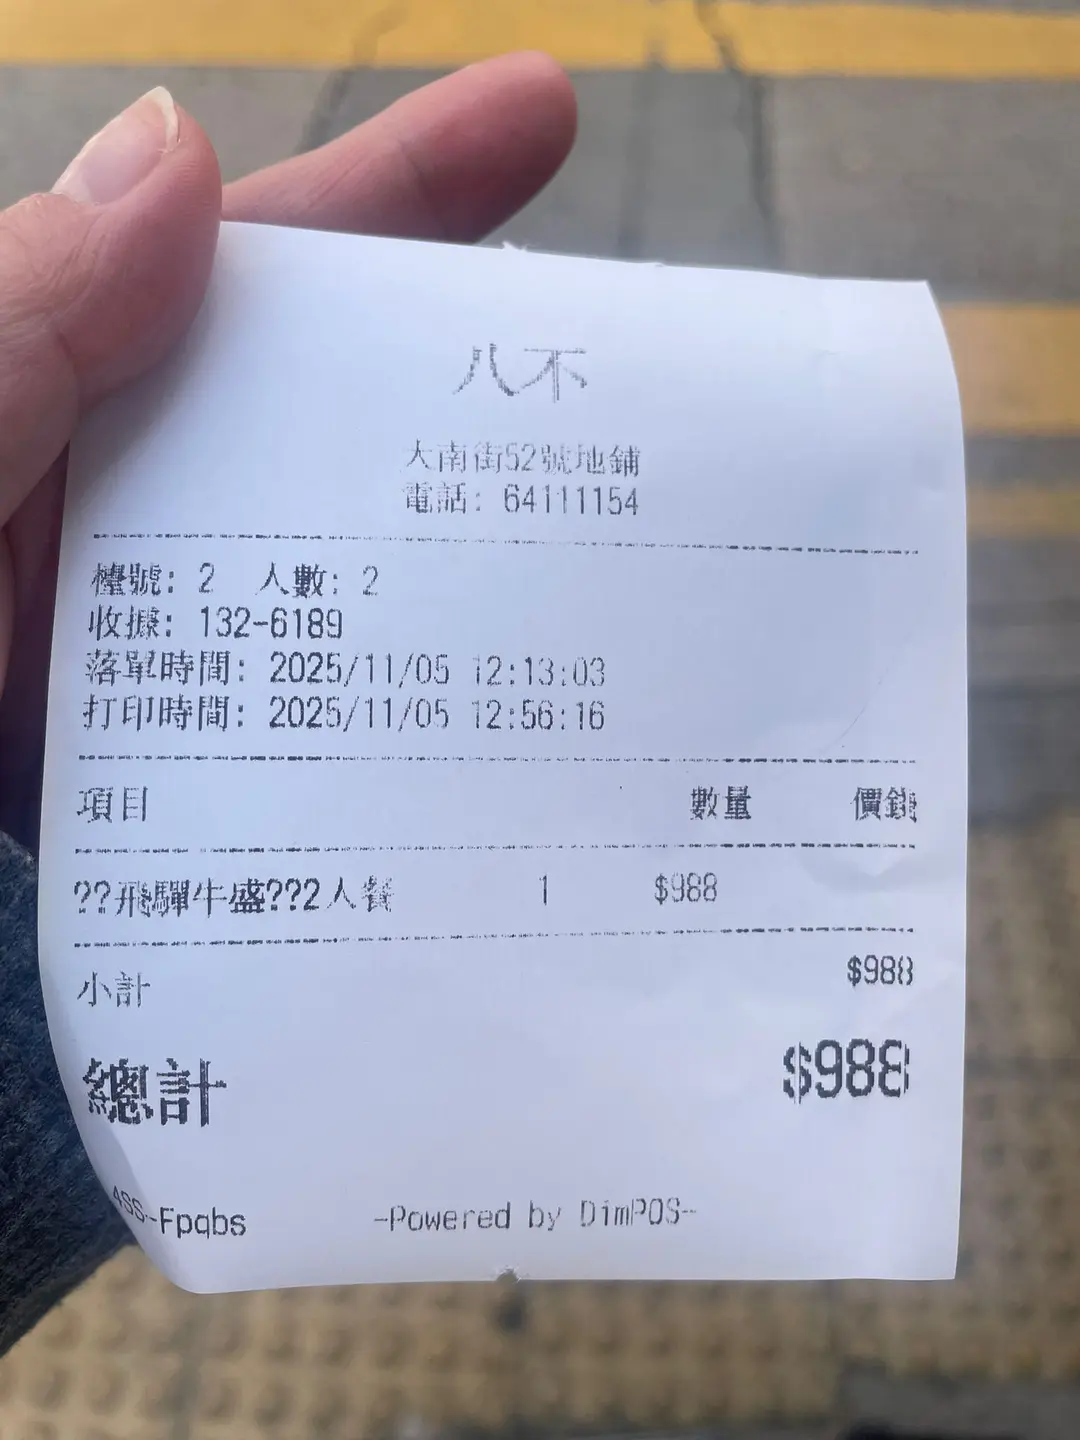 八不
大南街52號地鋪
電話: 64111154
檯號: 2 人數: 2
收據: 132-6189
落單時間: 2025/11/05 12:13:03
打印時間: 2025/11/05 12:56:16
項目 數量 價錢
??飛驒牛盛???2人餐 1 $988
小計 $988
總計 $988
4SS-Fpqbs -Powered by DimPOS-